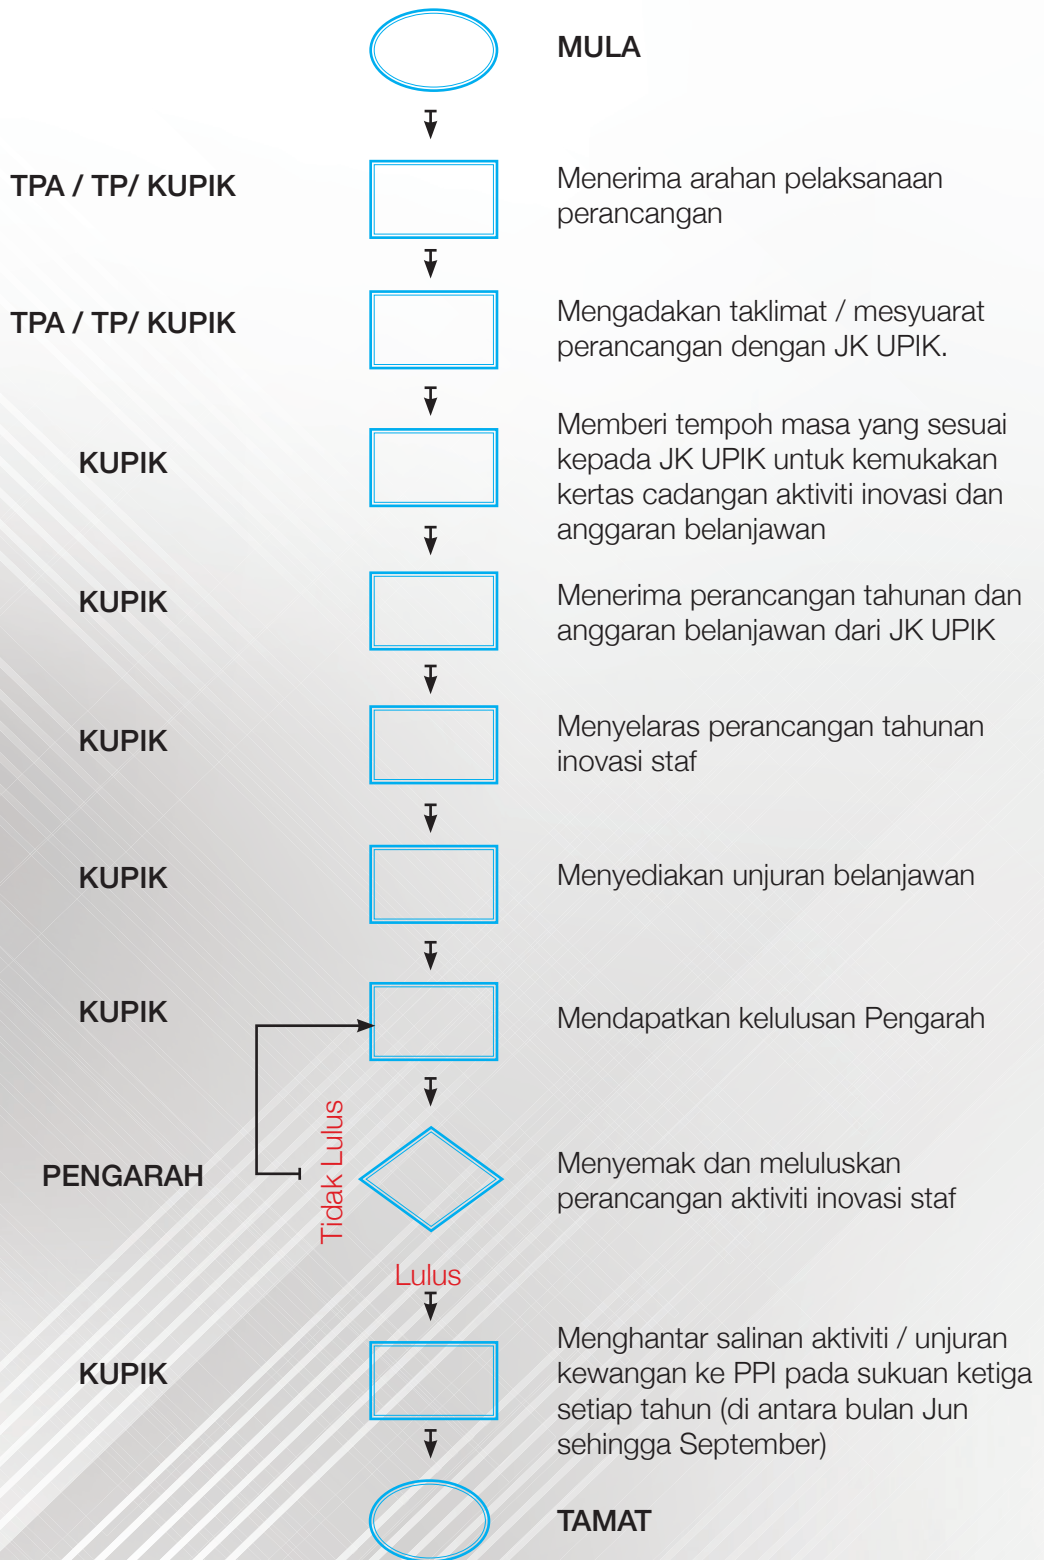 MULA
TPA / TP/ KUPIK
Menerima arahan pelaksanaan
perancangan
TPA / TP/ KUPIK
Mengadakan taklimat / mesyuarat
perancangan dengan JK UPIK.
KUPIK
Memberi tempoh masa yang sesuai
kepada JK UPIK untuk kemukakan
kertas cadangan aktiviti inovasi dan
anggaran belanjawan
KUPIK
Menerima perancangan tahunan dan
anggaran belanjawan dari JK UPIK
KUPIK
Menyelaras perancangan tahunan
inovasi staf
KUPIK
Menyediakan unjuran belanjawan
KUPIK
Mendapatkan kelulusan Pengarah
PENGARAH
Tidak Lulus
Menyemak dan meluluskan
perancangan aktiviti inovasi staf
Lulus
KUPIK
Menghantar salinan aktiviti / unjuran
kewangan ke PPI pada sukuan ketiga
setiap tahun (di antara bulan Jun
sehingga September)
TAMAT